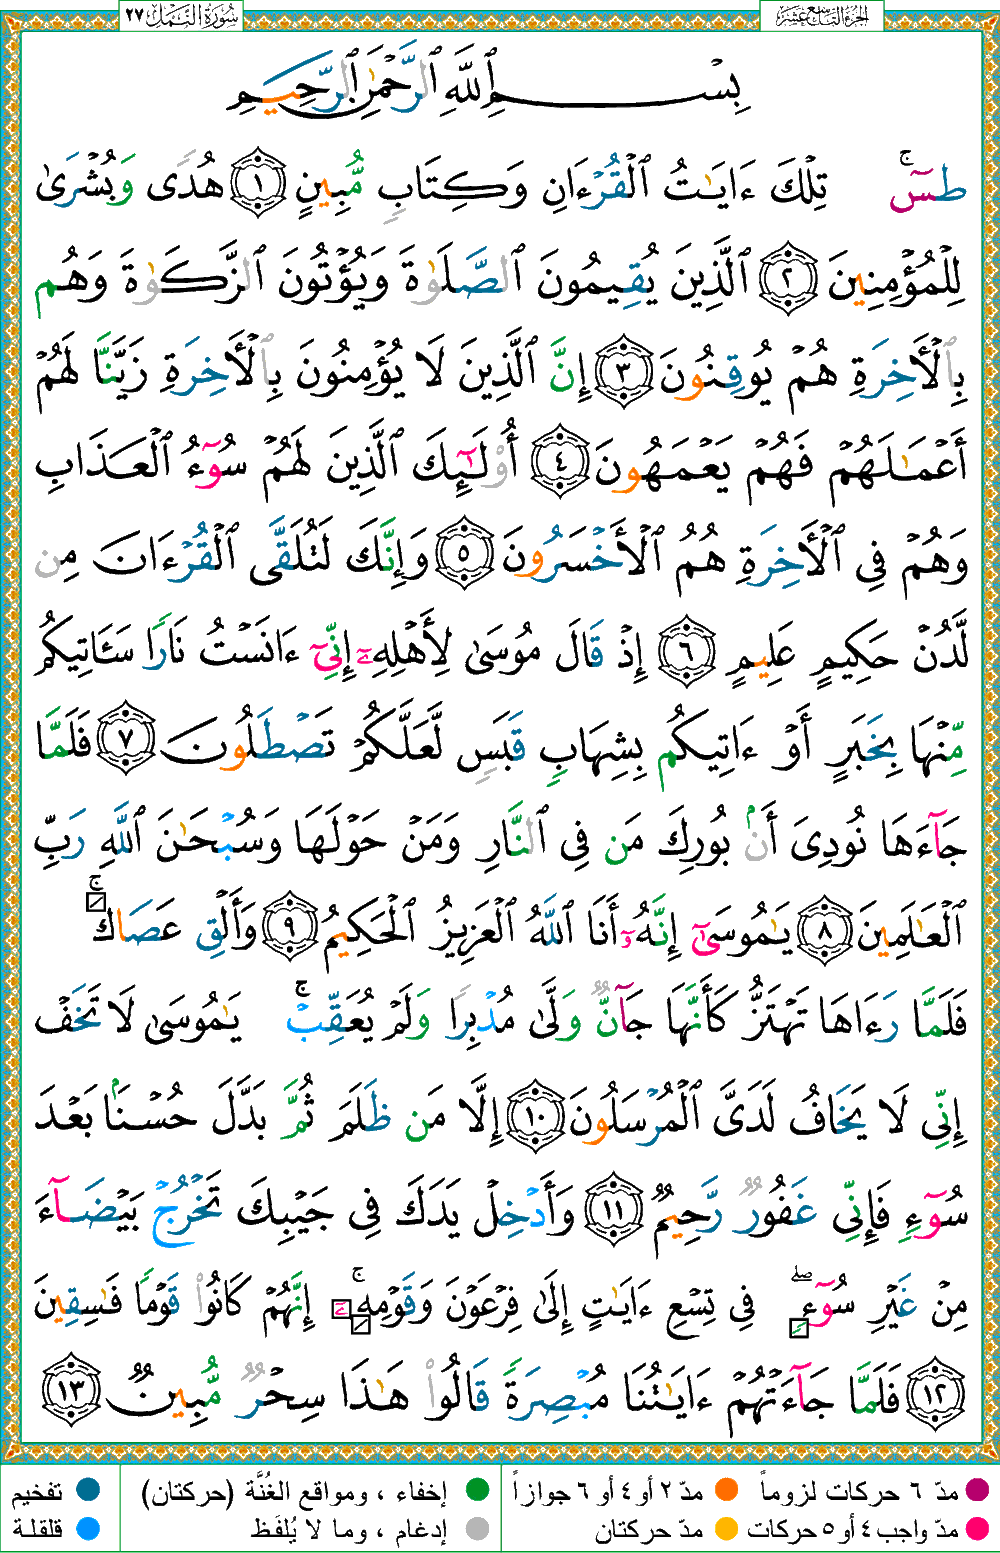 الجزء التاسع عشر
سُورَةُ النَّمْلِ ٢٧
بِسْمِ ٱللَّهِ ٱلرَّحْمَٰنِ ٱلرَّحِيمِ
طسٓ ۚ تِلْكَ ءَايَٰتُ ٱلْقُرْءَانِ وَكِتَابٍ مُّبِينٍ ١ هُدًى وَبُشْرَىٰ
لِلْمُؤْمِنِينَ ٢ ٱلَّذِينَ يُقِيمُونَ ٱلصَّلَوٰةَ وَيُؤْتُونَ ٱلزَّكَوٰةَ وَهُم
بِٱلْأَخِرَةِ هُمْ يُوقِنُونَ ٣ إِنَّ ٱلَّذِينَ لَا يُؤْمِنُونَ بِٱلْأَخِرَةِ زَيَّنَّا لَهُمْ
أَعْمَٰلَهُمْ فَهُمْ يَعْمَهُونَ ٤ أُو۟لَٰٓئِكَ ٱلَّذِينَ لَهُمْ سُوٓءُ ٱلْعَذَابِ
وَهُمْ فِي ٱلْأَخِرَةِ هُمُ ٱلْأَخْسَرُونَ ٥ وَإِنَّكَ لَتُلَقَّى ٱلْقُرْءَانَ مِن
لَّدُنْ حَكِيمٍ عَلِيمٍ ٦ إِذْ قَالَ مُوسَىٰ لِأَهْلِهِۦٓ إِنِّىٓ ءَانَسْتُ نَارًا سَـَٔاتِيكُم
مِّنْهَا بِخَبَرٍ أَوْ ءَاتِيكُم بِشِهَابٍ قَبَسٍ لَّعَلَّكُمْ تَصْطَلُونَ ٧ فَلَمَّا
جَآءَهَا نُودِىَ أَنۢ بُورِكَ مَن فِى ٱلنَّارِ وَمَنْ حَوْلَهَا وَسُبْحَٰنَ ٱللَّهِ رَبِّ
ٱلْعَٰلَمِينَ ٨ يَٰمُوسَىٰٓ إِنَّهُۥٓ أَنَا ٱللَّهُ ٱلْعَزِيزُ ٱلْحَكِيمُ ٩ وَأَلْقِ عَصَاكَ ۚ
فَلَمَّا رَءَاهَا تَهْتَزُّ كَأَنَّهَا جَآنٌّ وَلَّىٰ مُدْبِرًا وَلَمْ يُعَقِّبْ ۚ يَٰمُوسَىٰ لَا تَخَفْ
إِنِّى لَا يَخَافُ لَدَىَّ ٱلْمُرْسَلُونَ ١٠ إِلَّا مَن ظَلَمَ ثُمَّ بَدَّلَ حُسْنًۢا بَعْدَ
سُوٓءٍ فَإِنِّى غَفُورٌ رَّحِيمٌ ١١ وَأَدْخِلْ يَدَكَ فِى جَيْبِكَ تَخْرُجْ بَيْضَآءَ
مِنْ غَيْرِ سُوٓءٍ ۖ فِى تِسْعِ ءَايَٰتٍ إِلَىٰ فِرْعَوْنَ وَقَوْمِهِۦٓ ۚ إِنَّهُمْ كَانُوا۟ قَوْمًا فَٰسِقِينَ
١٢ فَلَمَّا جَآءَتْهُمْ ءَايَٰتُنَا مُبْصِرَةً قَالُوا۟ هَٰذَا سِحْرٌ مُّبِينٌ ١٣
مدّ ٦ حركات لزوماً
مدّ ٢ أو ٤ أو ٦ جوازاً
إخفاء ، ومواقع الغُنَّة (حركتان)
تفخيم
مدّ واجب ٤ أو ٥ حركات
مدّ حركتان
إدغام ، وما لا يُلفَظ
قلقلة